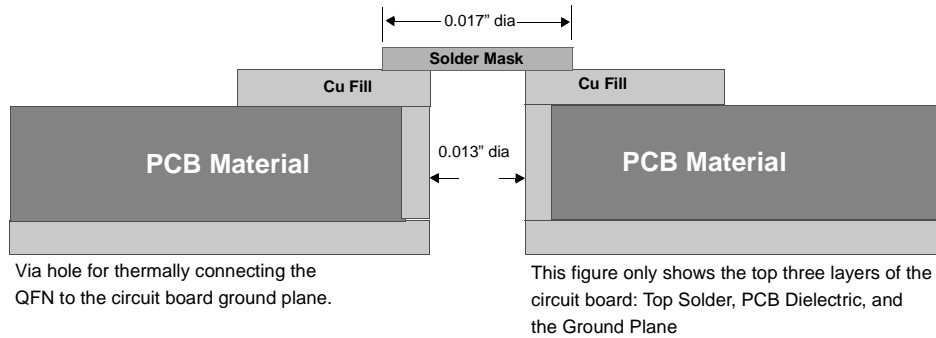 0.017” dia
Solder Mask
Cu Fill
Cu Fill
PCB Material
0.013” dia
PCB Material
Via hole for thermally connecting the
QFN to the circuit board ground plane.
This figure only shows the top three layers of the
circuit board: Top Solder, PCB Dielectric, and
the Ground Plane